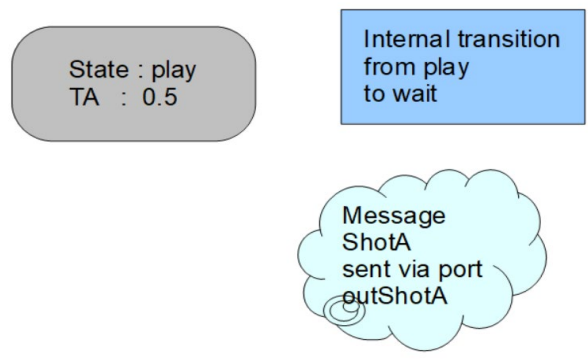 State : play
TA : 0.5
Internal transition
from play
to wait
Message
ShotA
sent via port
outShotA